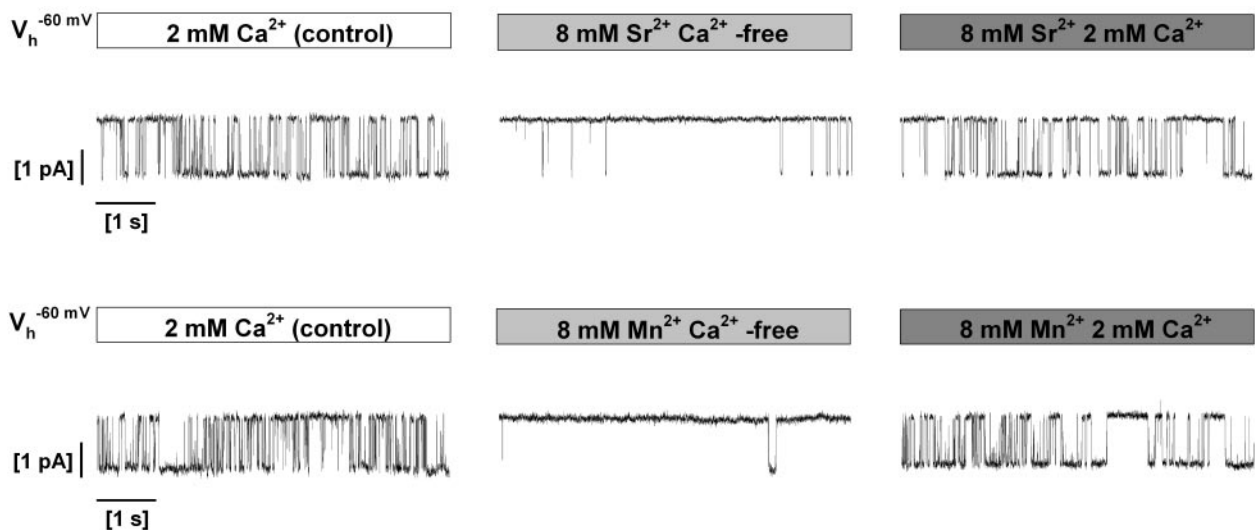 V_h^-60 mV
2 mM Ca²⁺ (control)
8 mM Sr²⁺ Ca²⁺ -free
8 mM Sr²⁺ 2 mM Ca²⁺
[1 pA]
[1 s]
V_h^-60 mV
2 mM Ca²⁺ (control)
8 mM Mn²⁺ Ca²⁺ -free
8 mM Mn²⁺ 2 mM Ca²⁺
[1 pA]
[1 s]